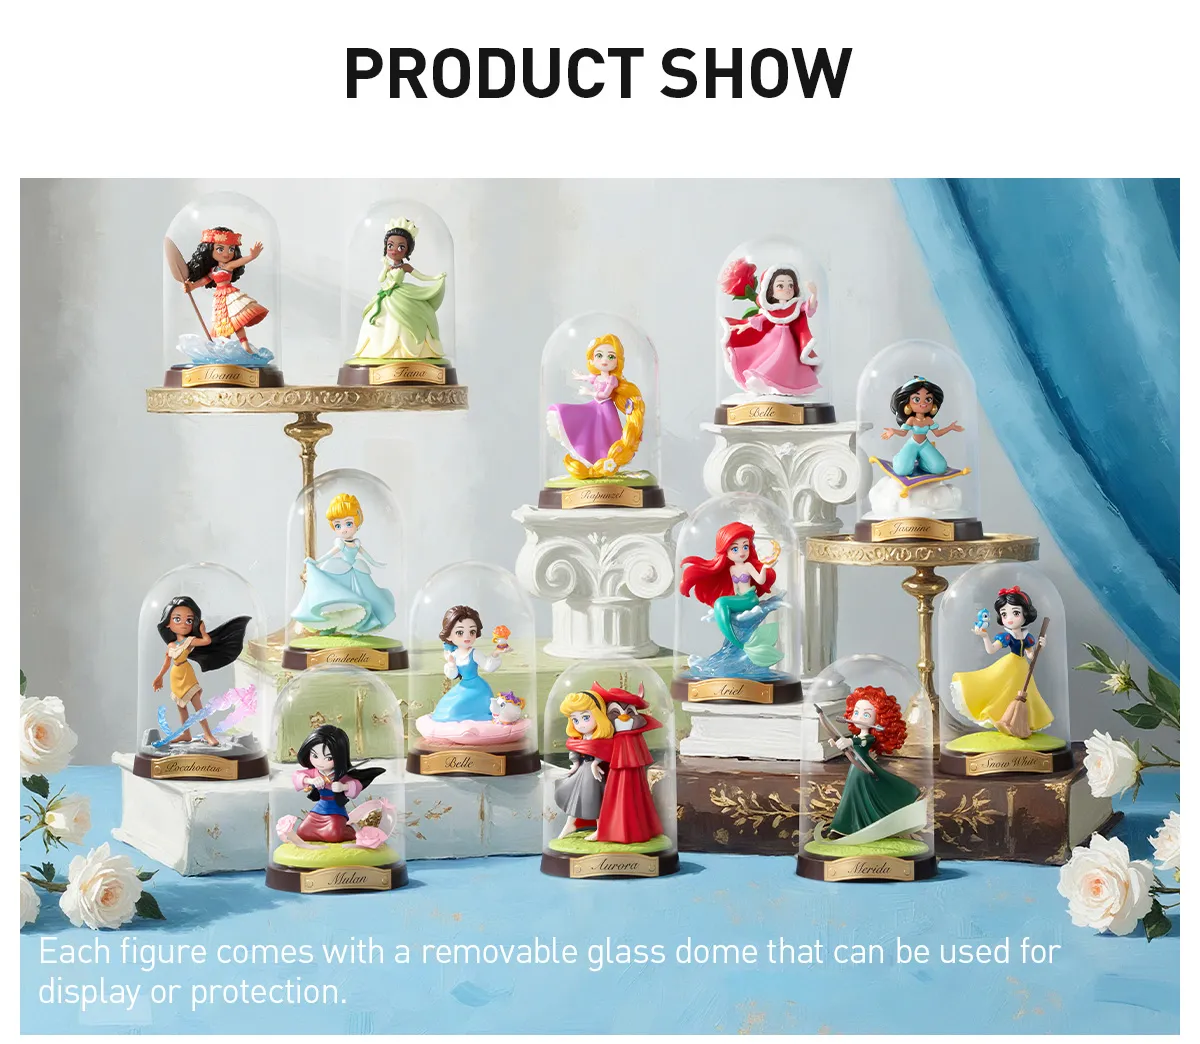 PRODUCT SHOW
Moana
Tiana
Belle
Rapunzel
Jasmine
Cinderella
Ariel
Pocahontas
Belle
Snow White
Mulan
Aurora
Merida
Each figure comes with a removable glass dome that can be used for
display or protection.